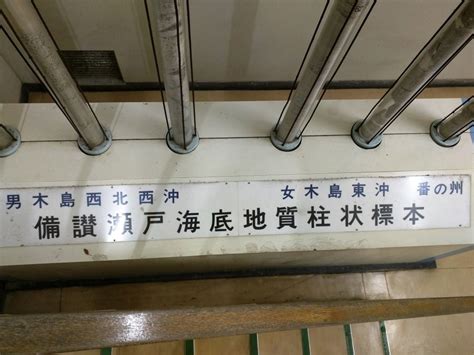 男木島西北西沖 女木島東沖 番の州
備讃瀬戸海底地質柱状標本